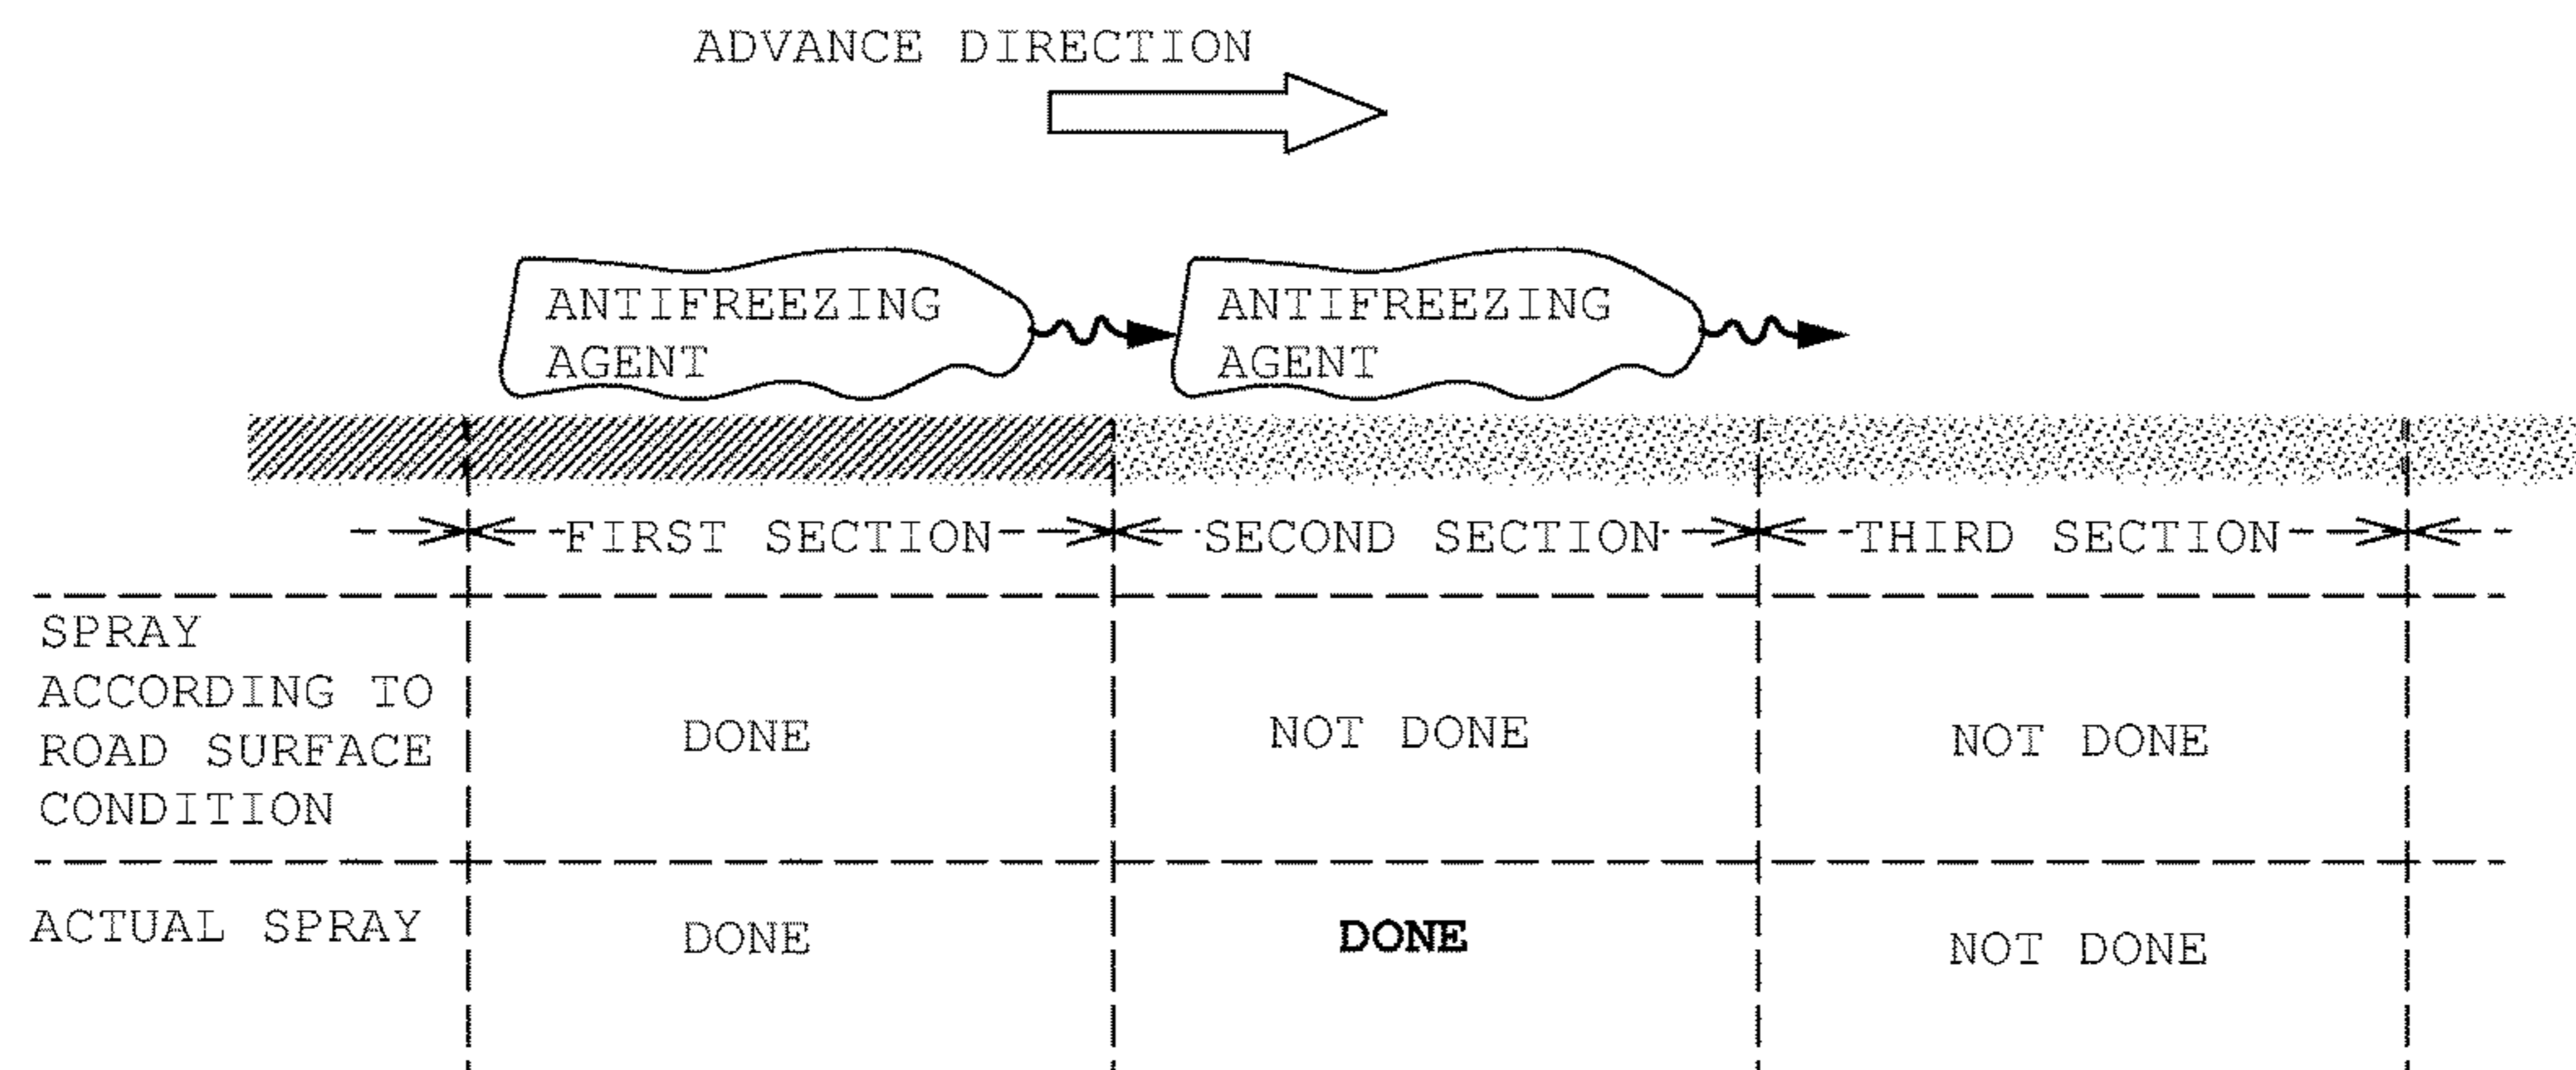 ADVANCE DIRECTION
ANTIFREEZING
AGENT
ANTIFREEZING
AGENT
FIRST SECTION
SECOND SECTION
THIRD SECTION
SPRAY
ACCORDING TO
ROAD SURFACE
CONDITION
DONE
NOT DONE
NOT DONE
ACTUAL SPRAY
DONE
DONE
NOT DONE